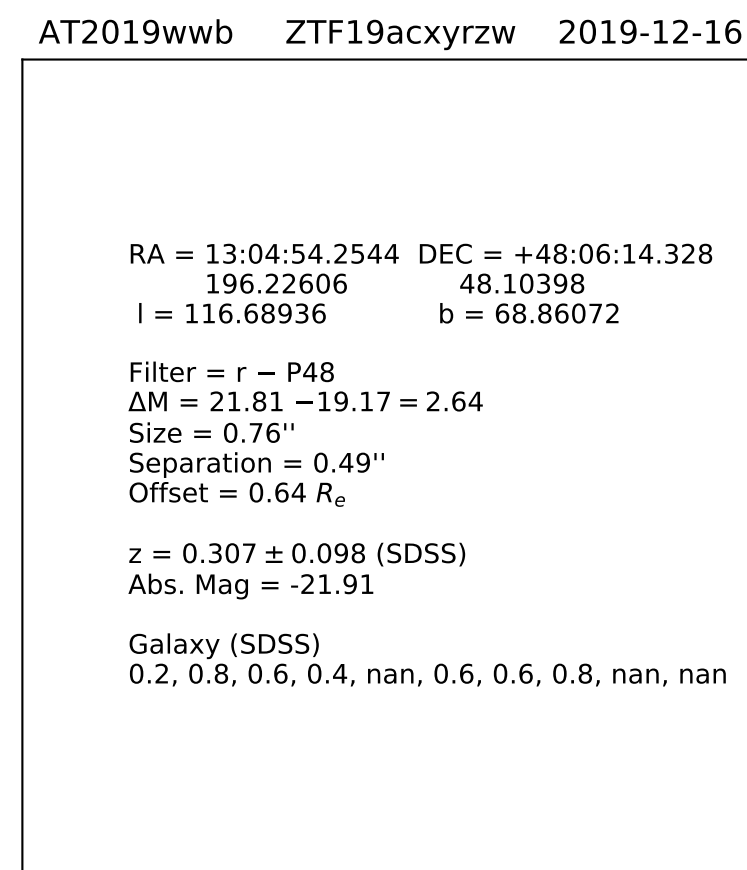 AT2019wwb ZTF19acxyrzw 2019-12-16
RA = 13:04:54.2544 DEC = +48:06:14.328
196.22606 48.10398
l = 116.68936 b = 68.86072
Filter = r − P48
ΔM = 21.81 −19.17 = 2.64
Size = 0.76''
Separation = 0.49''
Offset = 0.64 Rₑ
z = 0.307 ± 0.098 (SDSS)
Abs. Mag = -21.91
Galaxy (SDSS)
0.2, 0.8, 0.6, 0.4, nan, 0.6, 0.6, 0.8, nan, nan